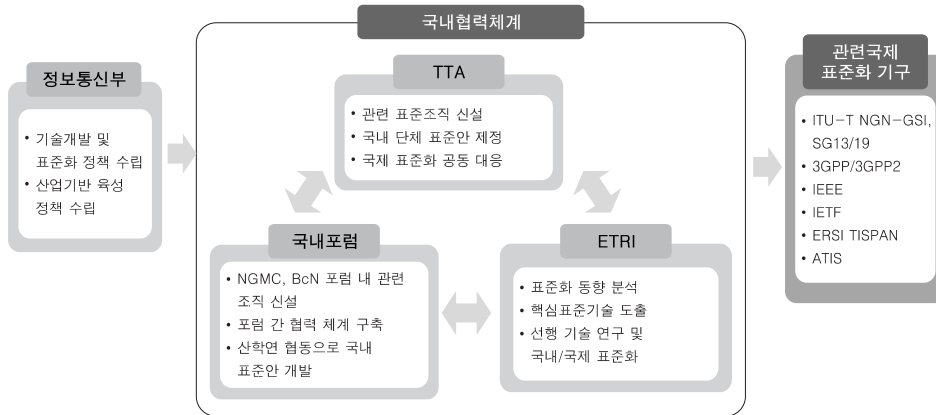 국내협력체계
정보통신부
• 기술개발 및
표준화 정책 수립
• 산업기반 육성
정책 수립
TTA
• 관련 표준조직 신설
• 국내 단체 표준안 제정
• 국제 표준화 공동 대응
국내포럼
• NGMC, BcN 포럼 내 관련
조직 신설
• 포럼 간 협력 체계 구축
• 산학연 협동으로 국내
표준안 개발
ETRI
• 표준화 동향 분석
• 핵심표준기술 도출
• 선행 기술 연구 및
국내/국제 표준화
관련국제
표준화 기구
• ITU-T NGN-GSI,
SG13/19
• 3GPP/3GPP2
• IEEE
• IETF
• ERSI TISPAN
• ATIS